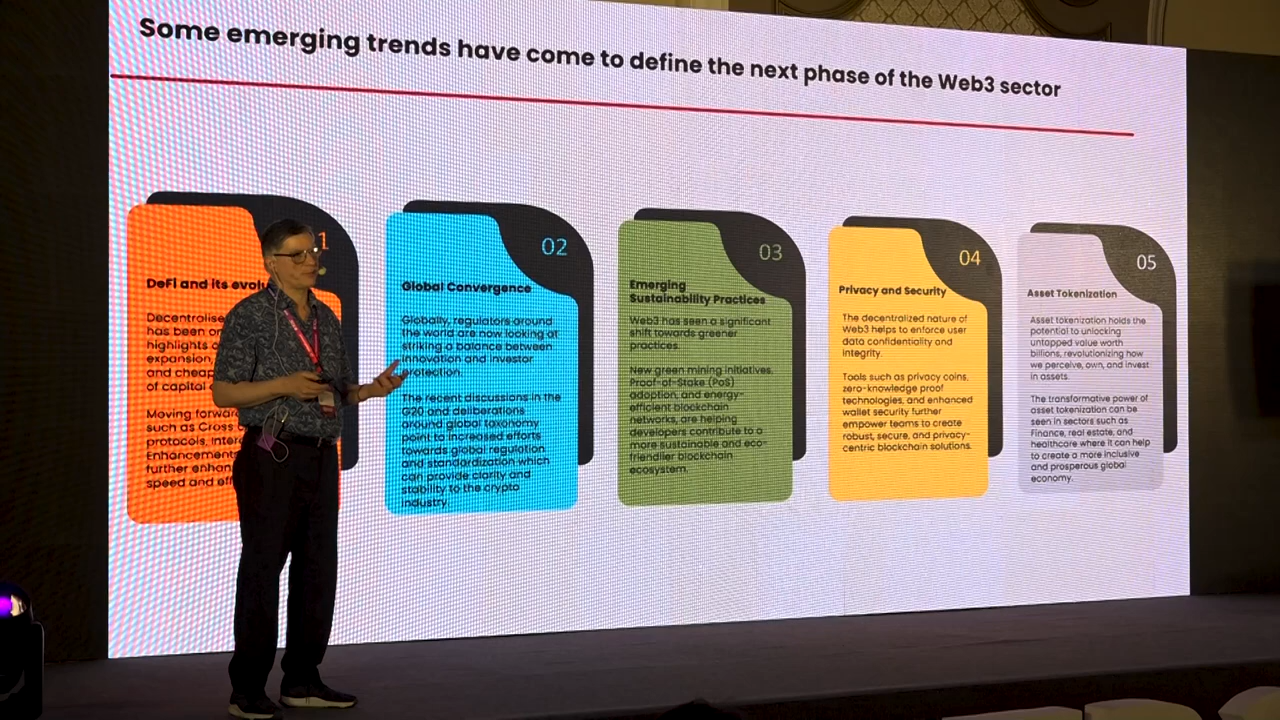 Some emerging trends have come to define the next phase of the Web3 sector
1
DeFi and its evolu
Decentralise
has been
highlights
expansion,
and cheap
of capital
Moving forward
such as Cross
protocols,
Enhancements
further enhan
speed and eff
02
Global Convergence
Globally, regulators around
the world are now looking at
striking a balance between
innovation and investor
protection.
The recent discussions in the
G20 and deliberations
around global taxonomy
point to increased efforts
towards global regulation
and standardization which
can provide clarity and
stability to the crypto
industry.
03
Emerging
Sustainability Practices
Web3 has seen a significant
shift towards greener
practices.
New green mining initiatives,
Proof-of-Stake (PoS)
adoption, and energy-
efficient blockchain
networks, are helping
developers contribute to a
more sustainable and eco-
friendlier blockchain
ecosystem.
04
Privacy and Security
The decentralized nature of
Web3 helps to enforce user
data confidentiality and
integrity.
Tools such as privacy coins,
zero-knowledge proof
technologies, and enhanced
wallet security further
empower teams to create
robust, secure, and privacy-
centric blockchain solutions.
05
Asset Tokenization
Asset tokenization holds the
potential to unlocking
untapped value worth
billions, revolutionizing how
we perceive, own, and invest
in assets.
The transformative power of
asset tokenization can be
seen in sectors such as
Finance, real estate, and
healthcare where it can help
to create a more inclusive
and prosperous global
economy.